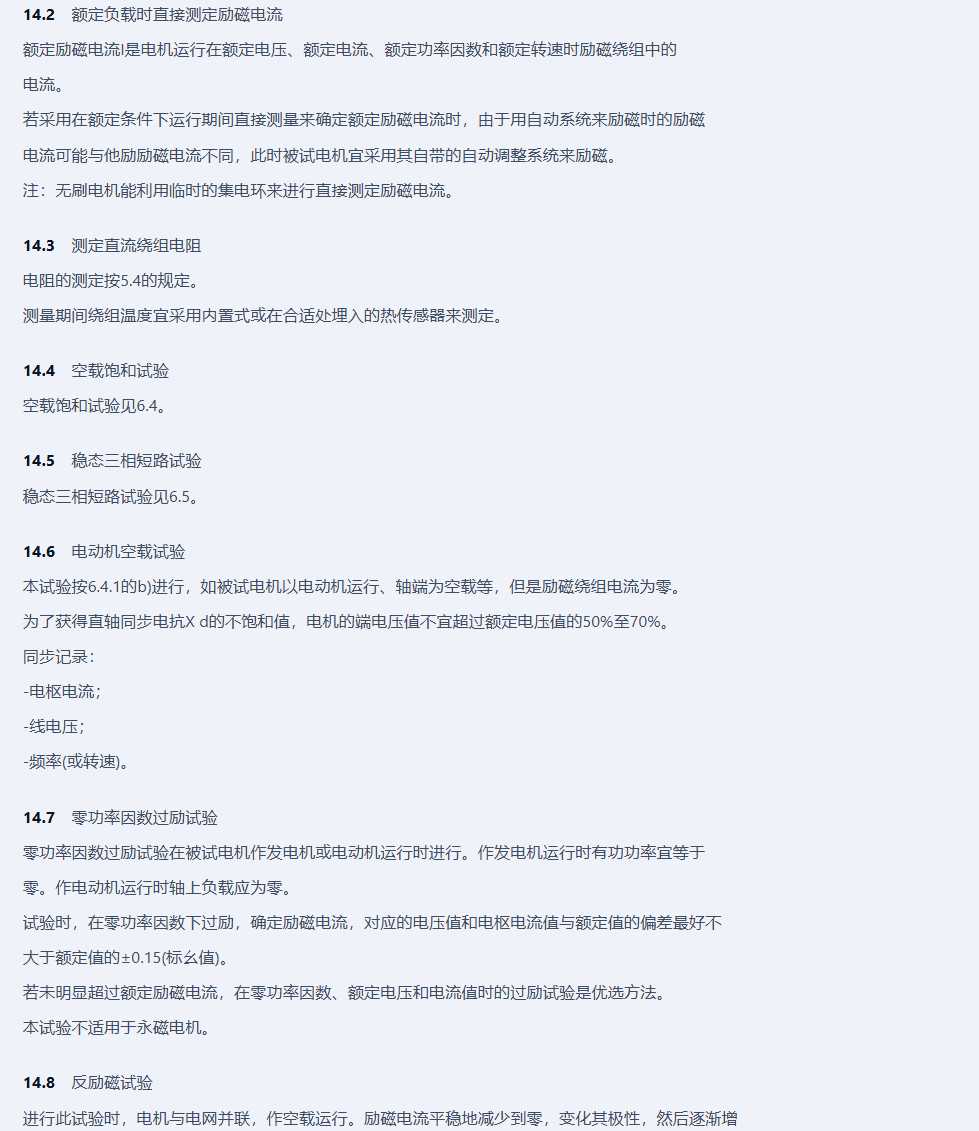 14.2 额定负载时直接测定励磁电流
额定励磁电流I是电机运行在额定电压、额定电流、额定功率因数和额定转速时励磁绕组中的
电流。
若采用在额定条件下运行期间直接测量来确定额定励磁电流时，由于用自动系统来励磁时的励磁
电流可能与他励励磁电流不同，此时被试电机宜采用其自带的自动调整系统来励磁。
注：无刷电机能利用临时的集电环来进行直接测定励磁电流。
14.3 测定直流绕组电阻
电阻的测定按5.4的规定。
测量期间绕组温度宜采用内置式或在合适处埋入的热传感器来测定。
14.4 空载饱和试验
空载饱和试验见6.4。
14.5 稳态三相短路试验
稳态三相短路试验见6.5。
14.6 电动机空载试验
本试验按6.4.1的b)进行，如被试电机以电动机运行、轴端为空载等，但是励磁绕组电流为零。
为了获得直轴同步电抗X d的不饱和值，电机的端电压值不宜超过额定电压值的50%至70%。
同步记录：
-电枢电流；
-线电压；
-频率(或转速)。
14.7 零功率因数过励试验
零功率因数过励试验在被试电机作发电机或电动机运行时进行。作发电机运行时有功功率宜等于
零。作电动机运行时轴上负载应为零。
试验时，在零功率因数下过励，确定励磁电流，对应的电压值和电枢电流值与额定值的偏差最好不
大于额定值的±0.15(标幺值)。
若未明显超过额定励磁电流，在零功率因数、额定电压和电流值时的过励试验是优选方法。
本试验不适用于永磁电机。
14.8 反励磁试验
进行此试验时，电机与电网并联，作空载运行。励磁电流平稳地减少到零，变化其极性，然后逐渐增